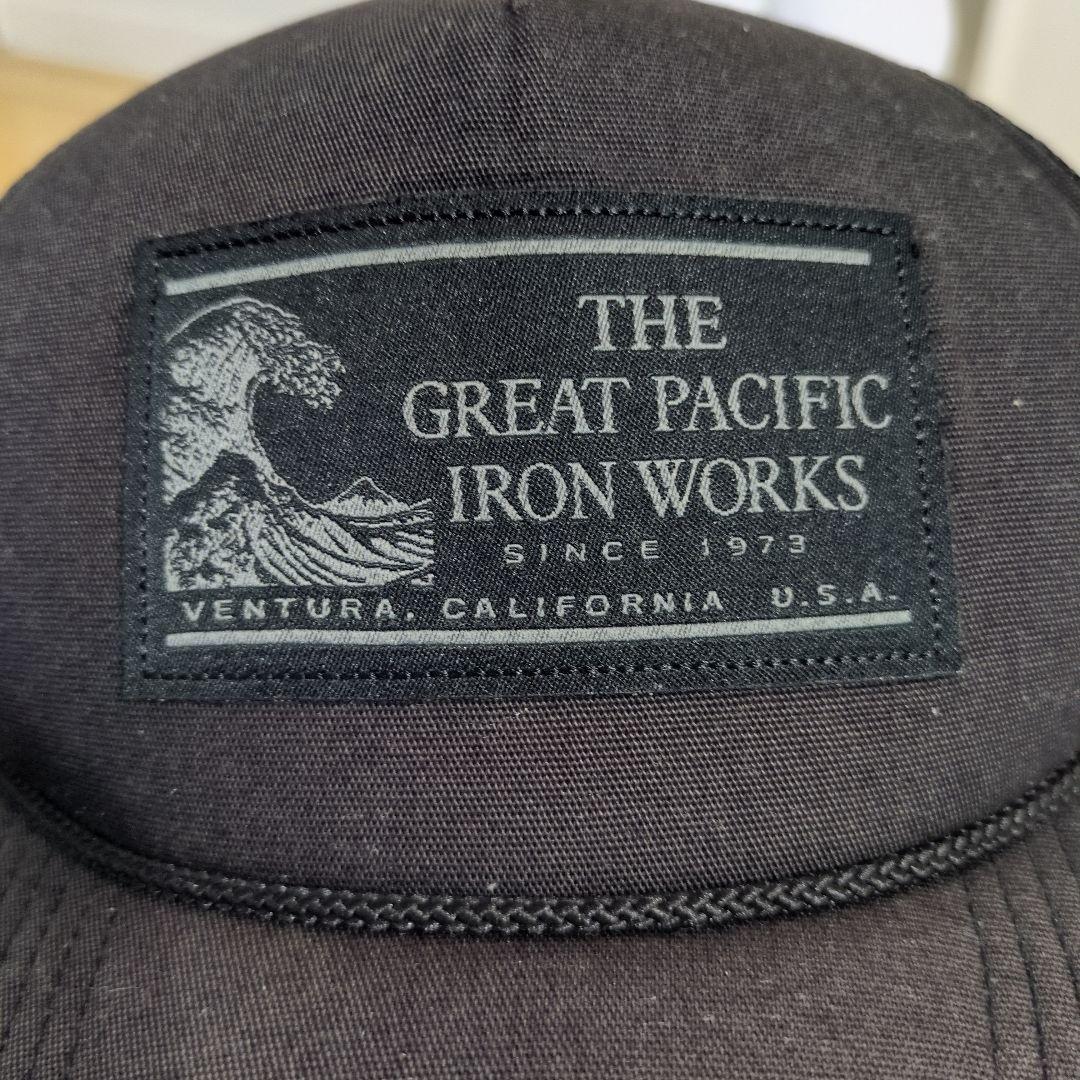 THE
GREAT PACIFIC
IRON WORKS
SINCE 1973
VENTURA, CALIFORNIA U.S.A.